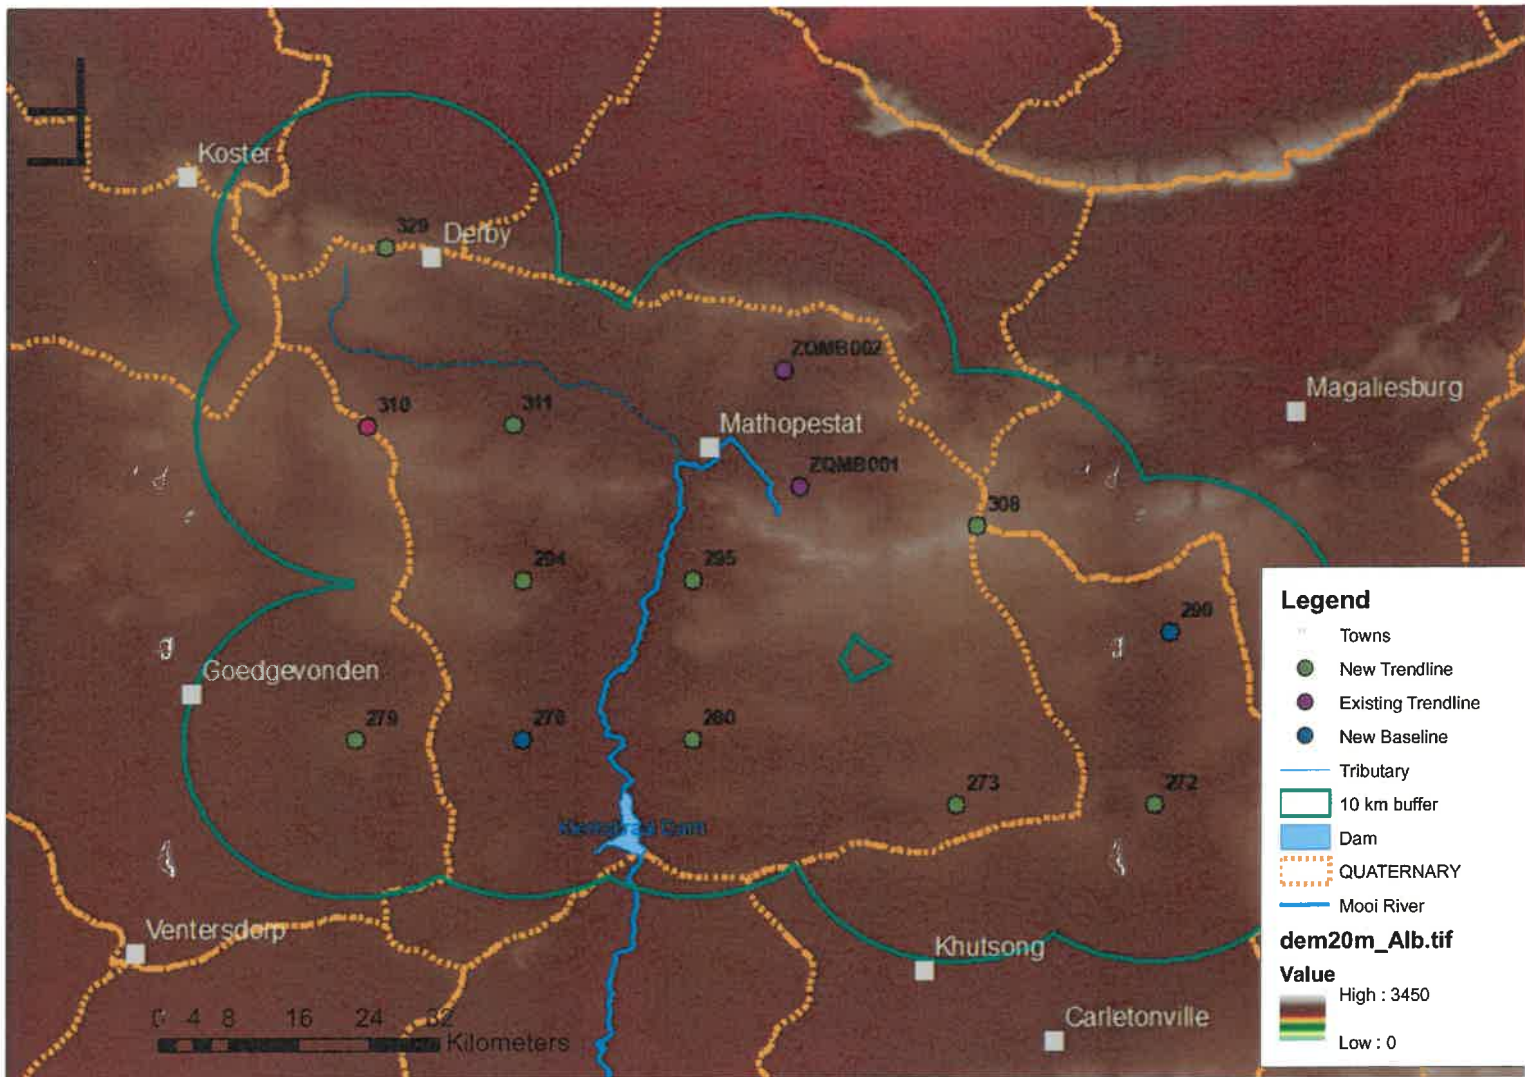 Koster
329
Derby
ZQMB002
Magaliesburg
310
311
Mathopestat
ZQMB001
308
294
295
290
Goedgevonden
279
278
280
273
272
Dam
Ventersdorp
Khutsong
Carletonville
0 4 8 16 24 32
Kilometers
Legend
Towns
New Trendline
Existing Trendline
New Baseline
Tributary
10 km buffer
Dam
QUATERNARY
Mooi River
dem20m_Alb.tif
Value
High : 3450
Low : 0